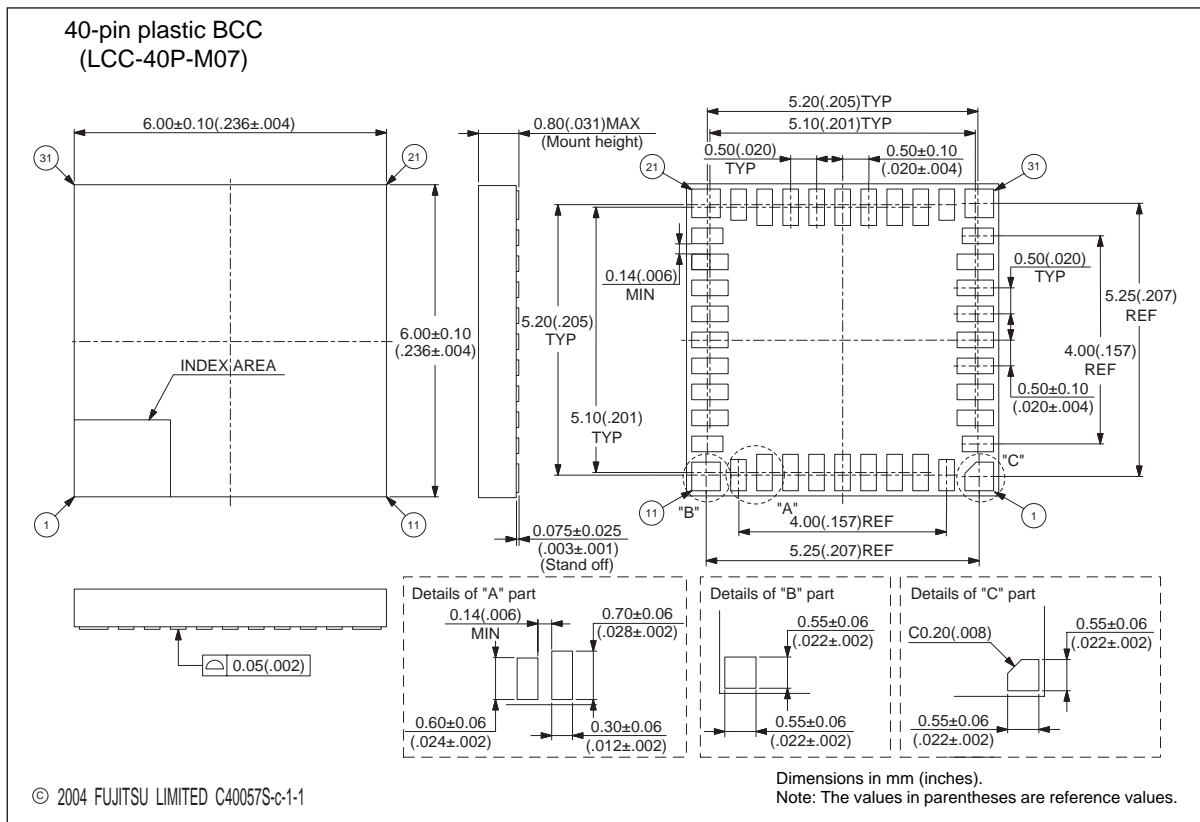 40-pin plastic BCC
(LCC-40P-M07)
6.00±0.10(.236±.004)
0.80(.031)MAX
(Mount height)
5.20(.205)TYP
5.10(.201)TYP
0.50(.020)
TYP
0.50±0.10
(.020±.004)
31
21
21
31
0.14(.006)
MIN
0.50(.020)
TYP
5.25(.207)
REF
5.20(.205)
TYP
6.00±0.10
(.236±.004)
4.00(.157)
REF
INDEX AREA
0.50±0.10
(.020±.004)
5.10(.201)
TYP
"C"
1
11
11
"B"
"A"
1
4.00(.157)REF
0.075±0.025
(.003±.001)
(Stand off)
5.25(.207)REF
0.05(.002)
Details of "A" part
0.14(.006)
MIN
0.70±0.06
(.028±.002)
0.60±0.06
(.024±.002)
0.30±0.06
(.012±.002)
Details of "B" part
0.55±0.06
(.022±.002)
0.55±0.06
(.022±.002)
Details of "C" part
C0.20(.008)
0.55±0.06
(.022±.002)
0.55±0.06
(.022±.002)
© 2004 FUJITSU LIMITED C40057S-c-1-1
Dimensions in mm (inches).
Note: The values in parentheses are reference values.